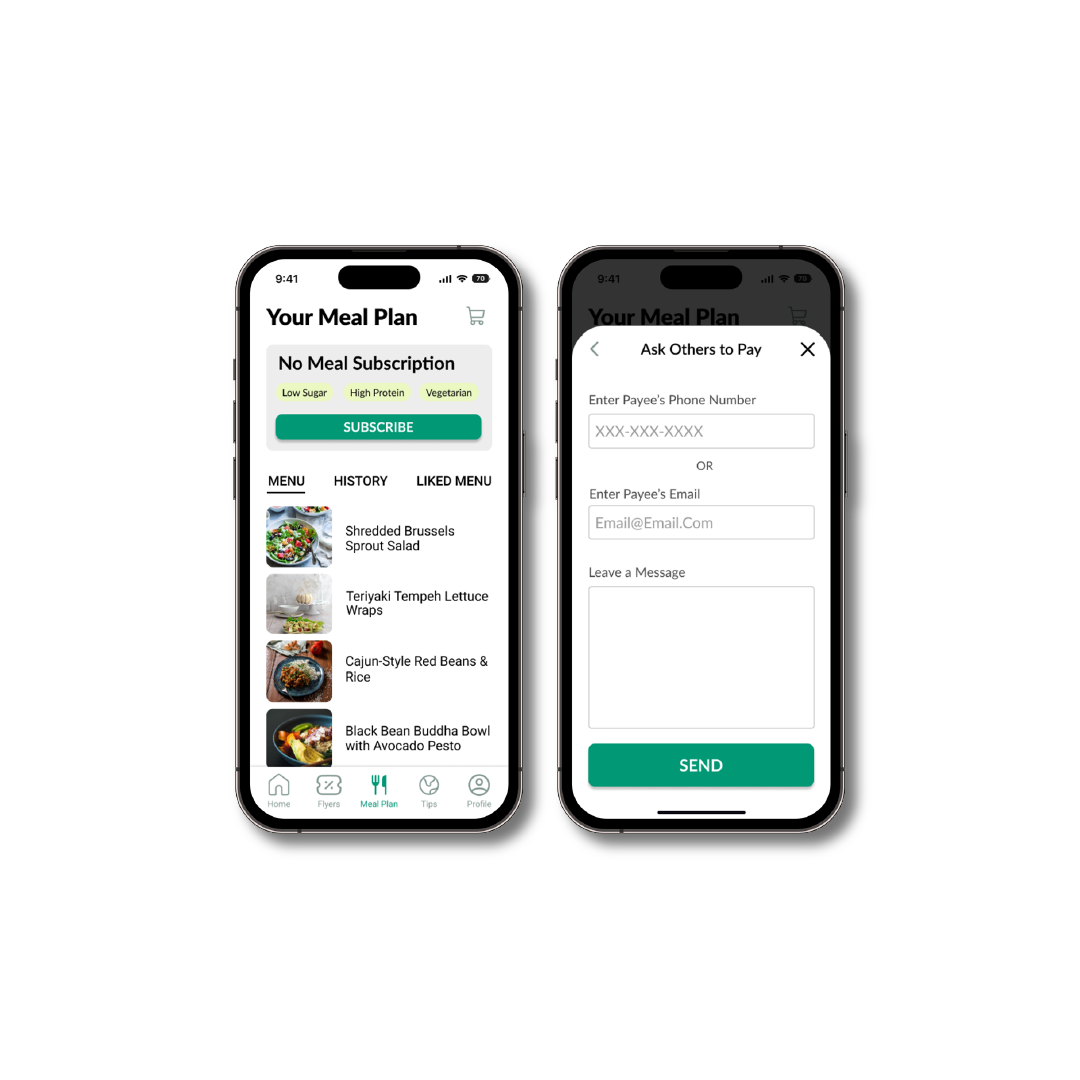 9:41
70
Your Meal Plan
No Meal Subscription
Low Sugar High Protein Vegetarian
SUBSCRIBE
MENU HISTORY LIKED MENU
Shredded Brussels
Sprout Salad
Teriyaki Tempeh Lettuce
Wraps
Cajun-Style Red Beans &
Rice
Black Bean Buddha Bowl
with Avocado Pesto
Home Flyers Meal Plan Tips Profile
9:41
70
Your Meal Plan
Ask Others to Pay
Enter Payee's Phone Number
XXX-XXX-XXXX
OR
Enter Payee's Email
Email@Email.Com
Leave a Message
SEND